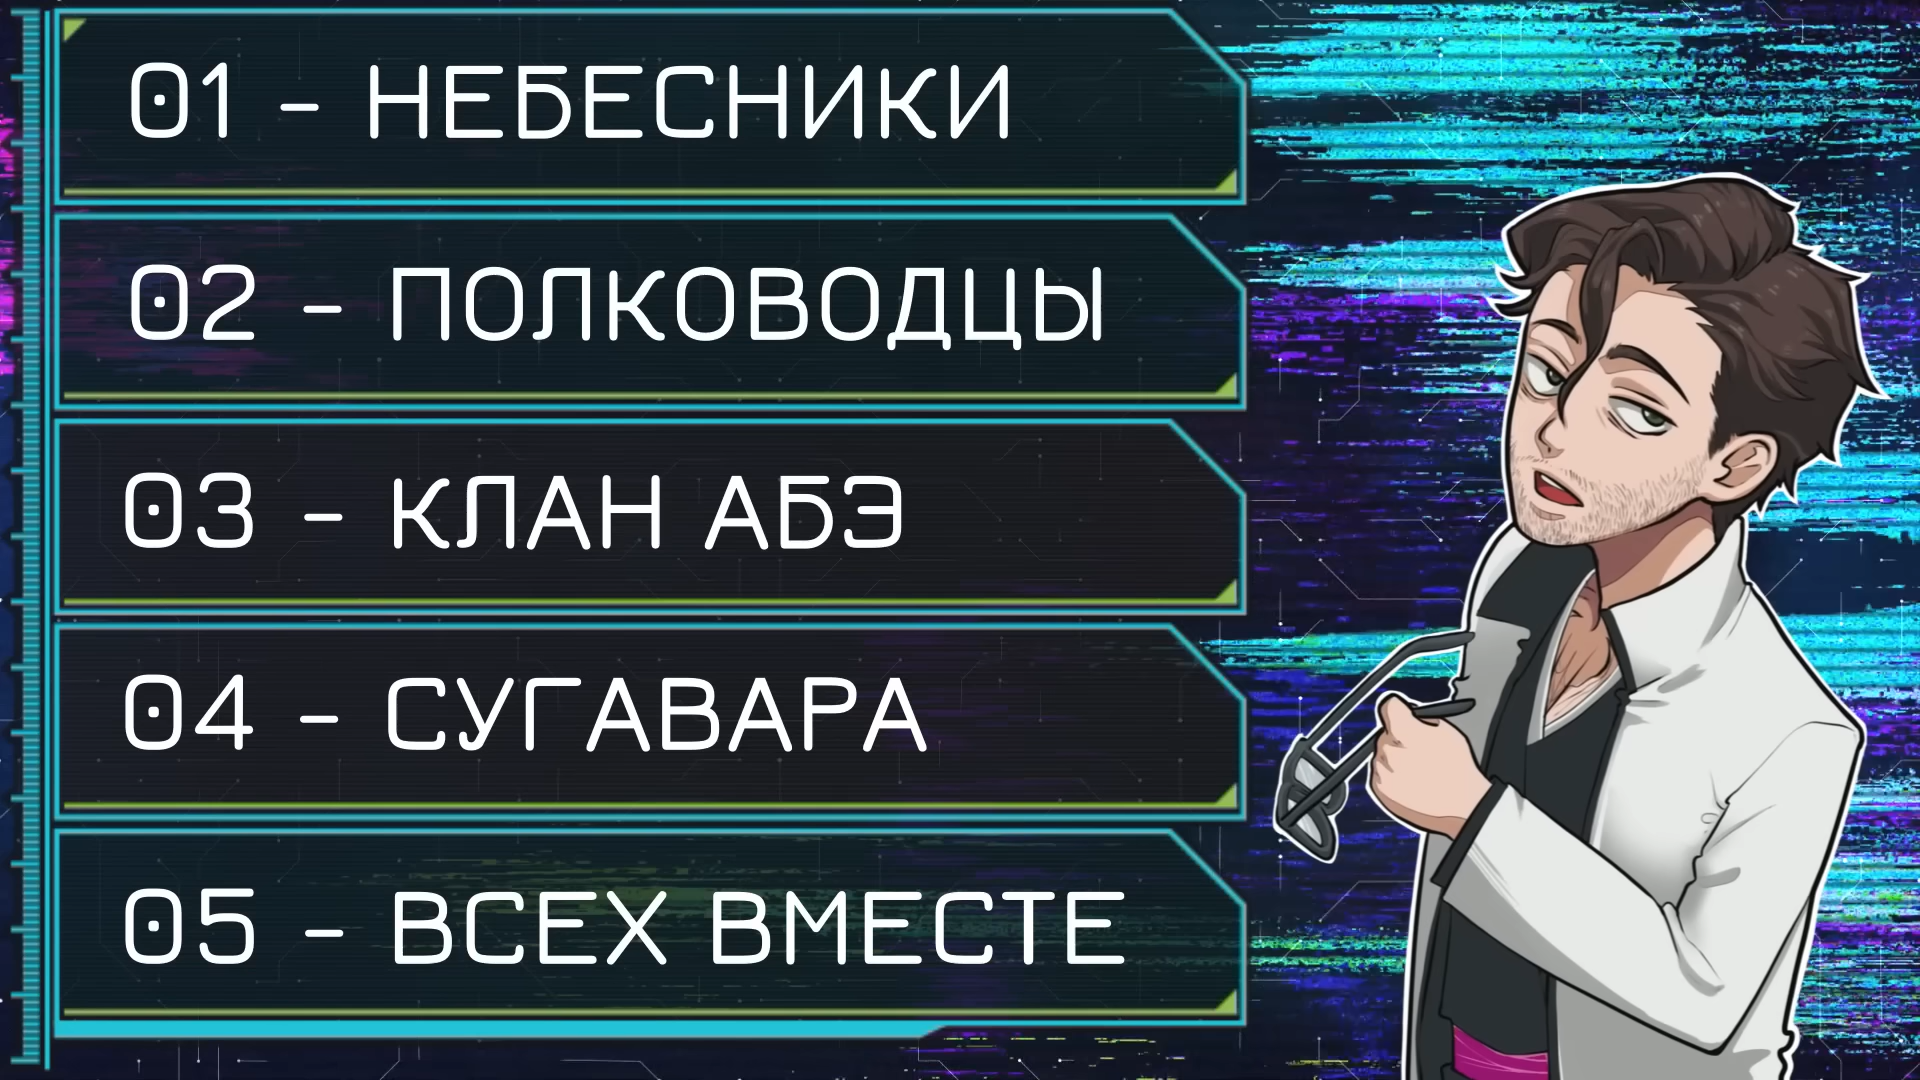 01 - НЕБЕСНИКИ
02 - ПОЛКОВОДЦЫ
03 - КЛАН АБЭ
04 - СУГАВАРА
05 - ВСЕХ ВМЕСТЕ